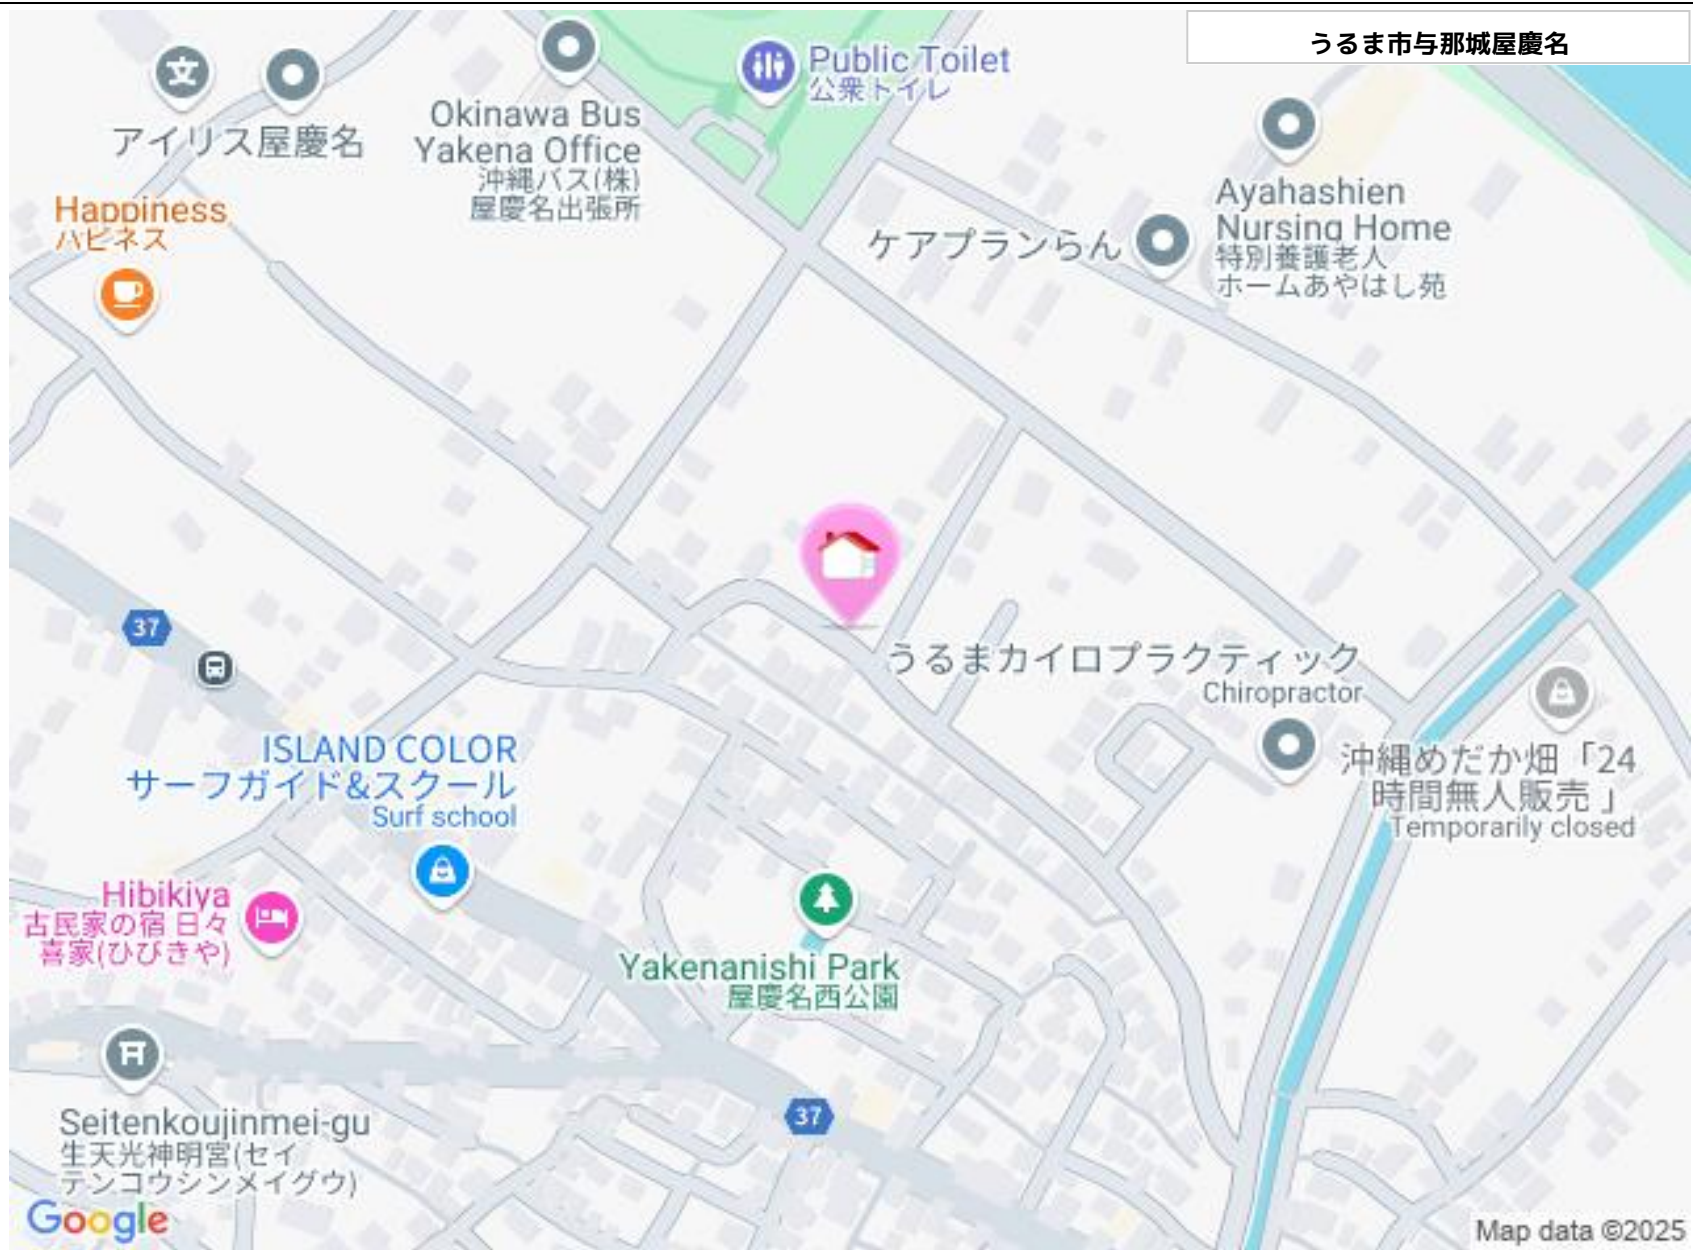 うるま市与那城屋慶名
Public Toilet
公衆トイレ
アイリス屋慶名
Okinawa Bus
Yakena Office
沖縄バス(株)
屋慶名出張所
Happiness
ハピネス
ケアプランらん
Ayahashien
Nursing Home
特別養護老人
ホームあやはし苑
37
うるまカイロプラクティック
Chiropractor
ISLAND COLOR
サーフガイド&スクール
Surf school
沖縄めだか畑「24
時間無人販売 」
Temporarily closed
Hibikiya
古民家の宿 日々
喜家(ひびきや)
Yakenanishi Park
屋慶名西公園
37
Seitenkoujinmei-gu
生天光神明宮(セイ
テンコウシンメイグウ)
Google
Map data ©2025